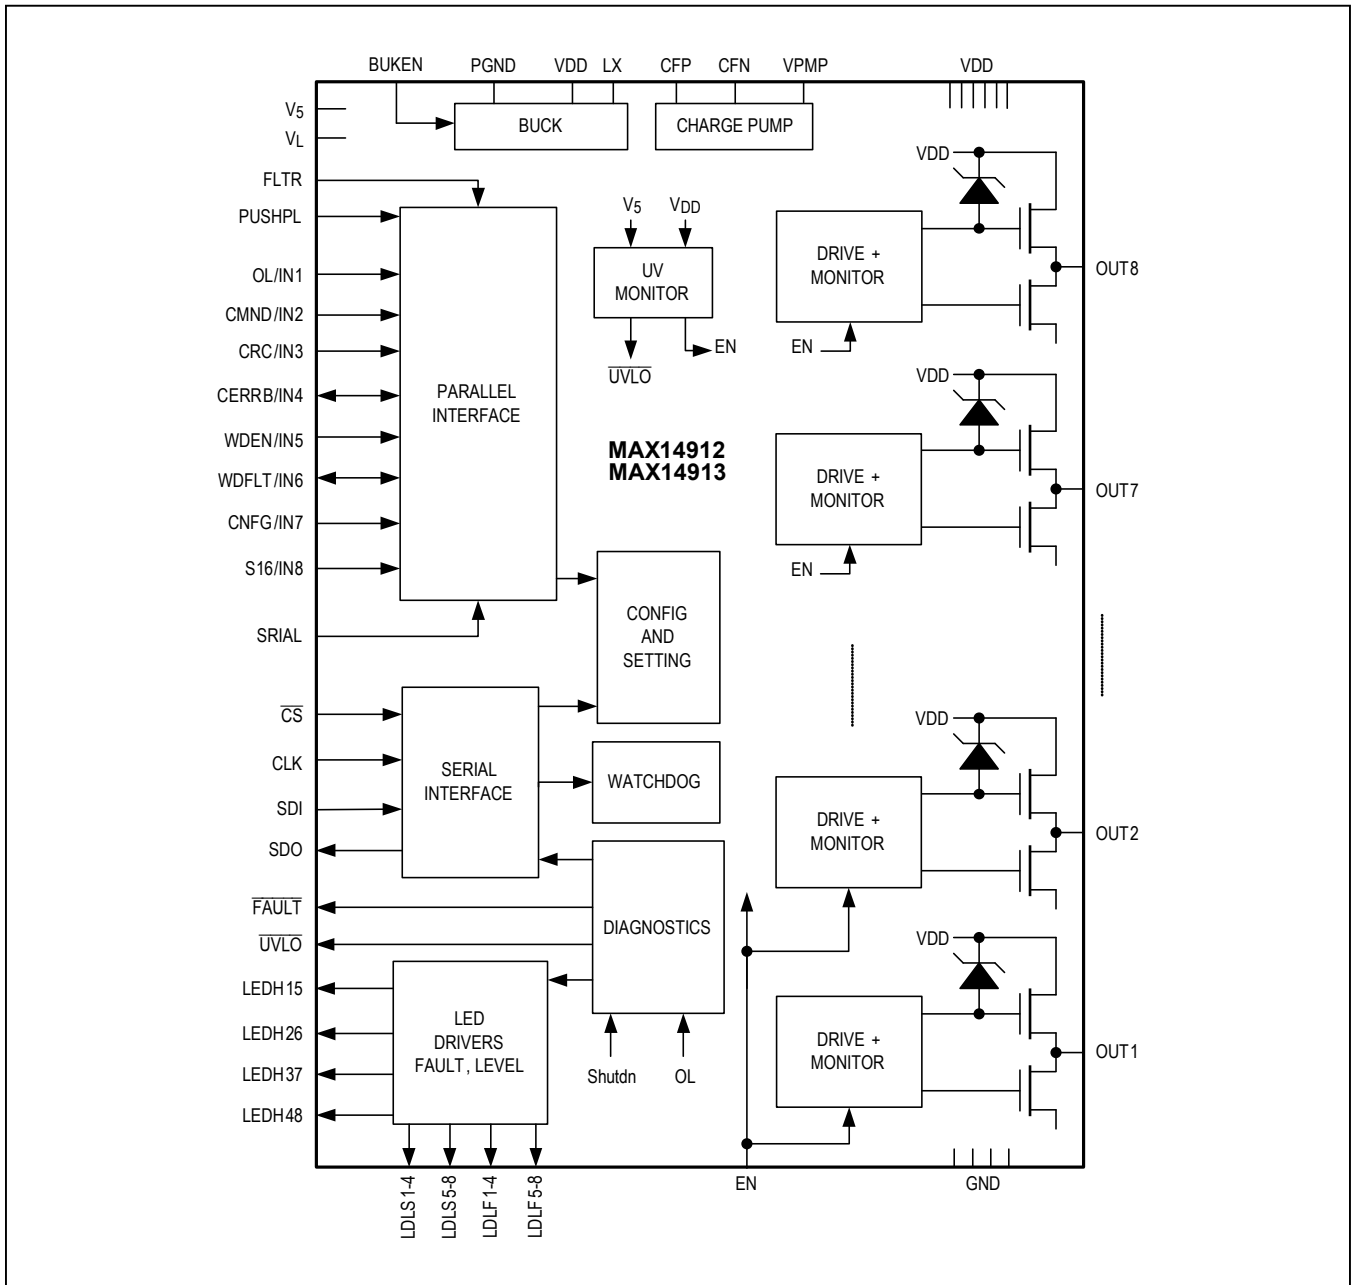 BUKEN PGND VDD LX CFP CFN VPMP VDD
V5
VL
BUCK
CHARGE PUMP
FLTR
PUSHPL
OL/IN1
CMND/IN2
CRC/IN3
CERRB/IN4
WDEN/IN5
WDFLT/IN6
CNFG/IN7
S16/IN8
SRIAL
PARALLEL
INTERFACE
V5 VDD
UV
MONITOR
EN
UVLO
MAX14912
MAX14913
CONFIG
AND
SETTING
CS
CLK
SDI
SDO
SERIAL
INTERFACE
WATCHDOG
FAULT
UVLO
DIAGNOSTICS
Shutdn OL
LEDH15
LEDH26
LEDH37
LEDH48
LED
DRIVERS
FAULT, LEVEL
LDLS1-4
LDLS5-8
LDLF1-4
LDLF5-8
VDD
DRIVE +
MONITOR
EN
OUT8
VDD
DRIVE +
MONITOR
EN
OUT7
VDD
DRIVE +
MONITOR
OUT2
VDD
DRIVE +
MONITOR
OUT1
EN
GND